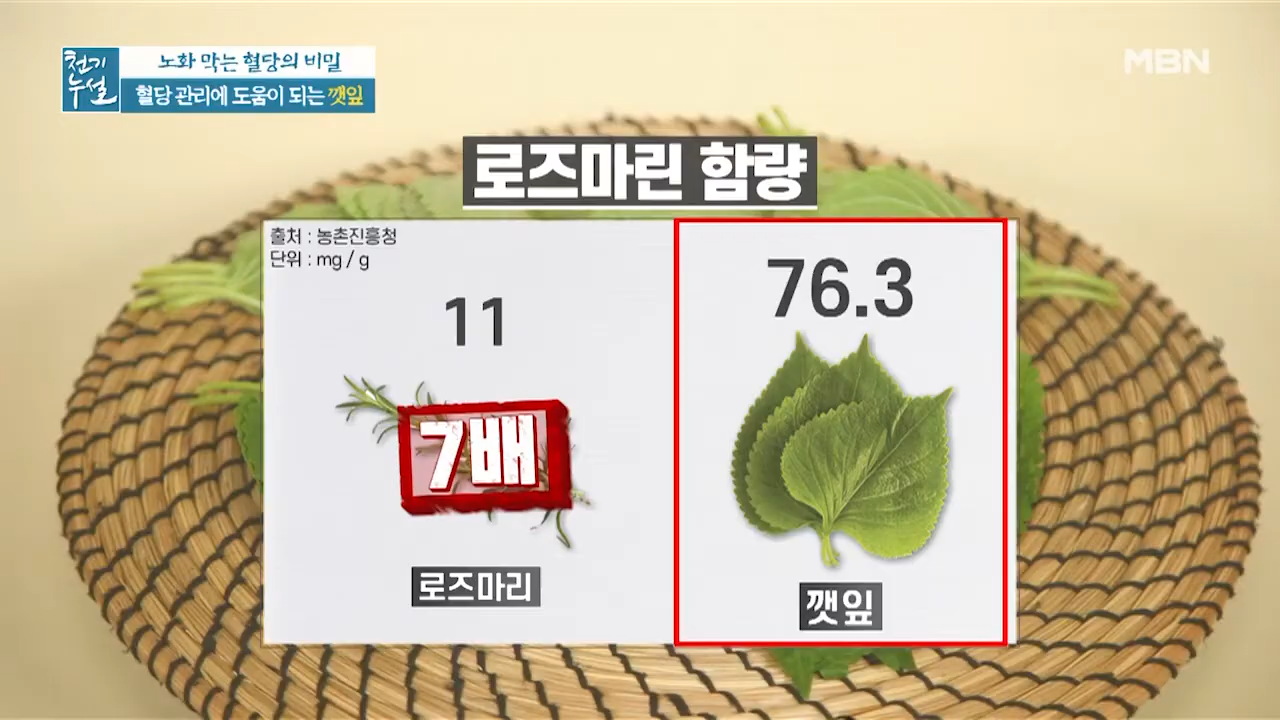 천기누설
노화 막는 혈당의 비밀
혈당 관리에 도움이 되는 깻잎
MBN
로즈마린 함량
출처 : 농촌진흥청
단위 : mg / g
11
7배
로즈마리
76.3
깻잎